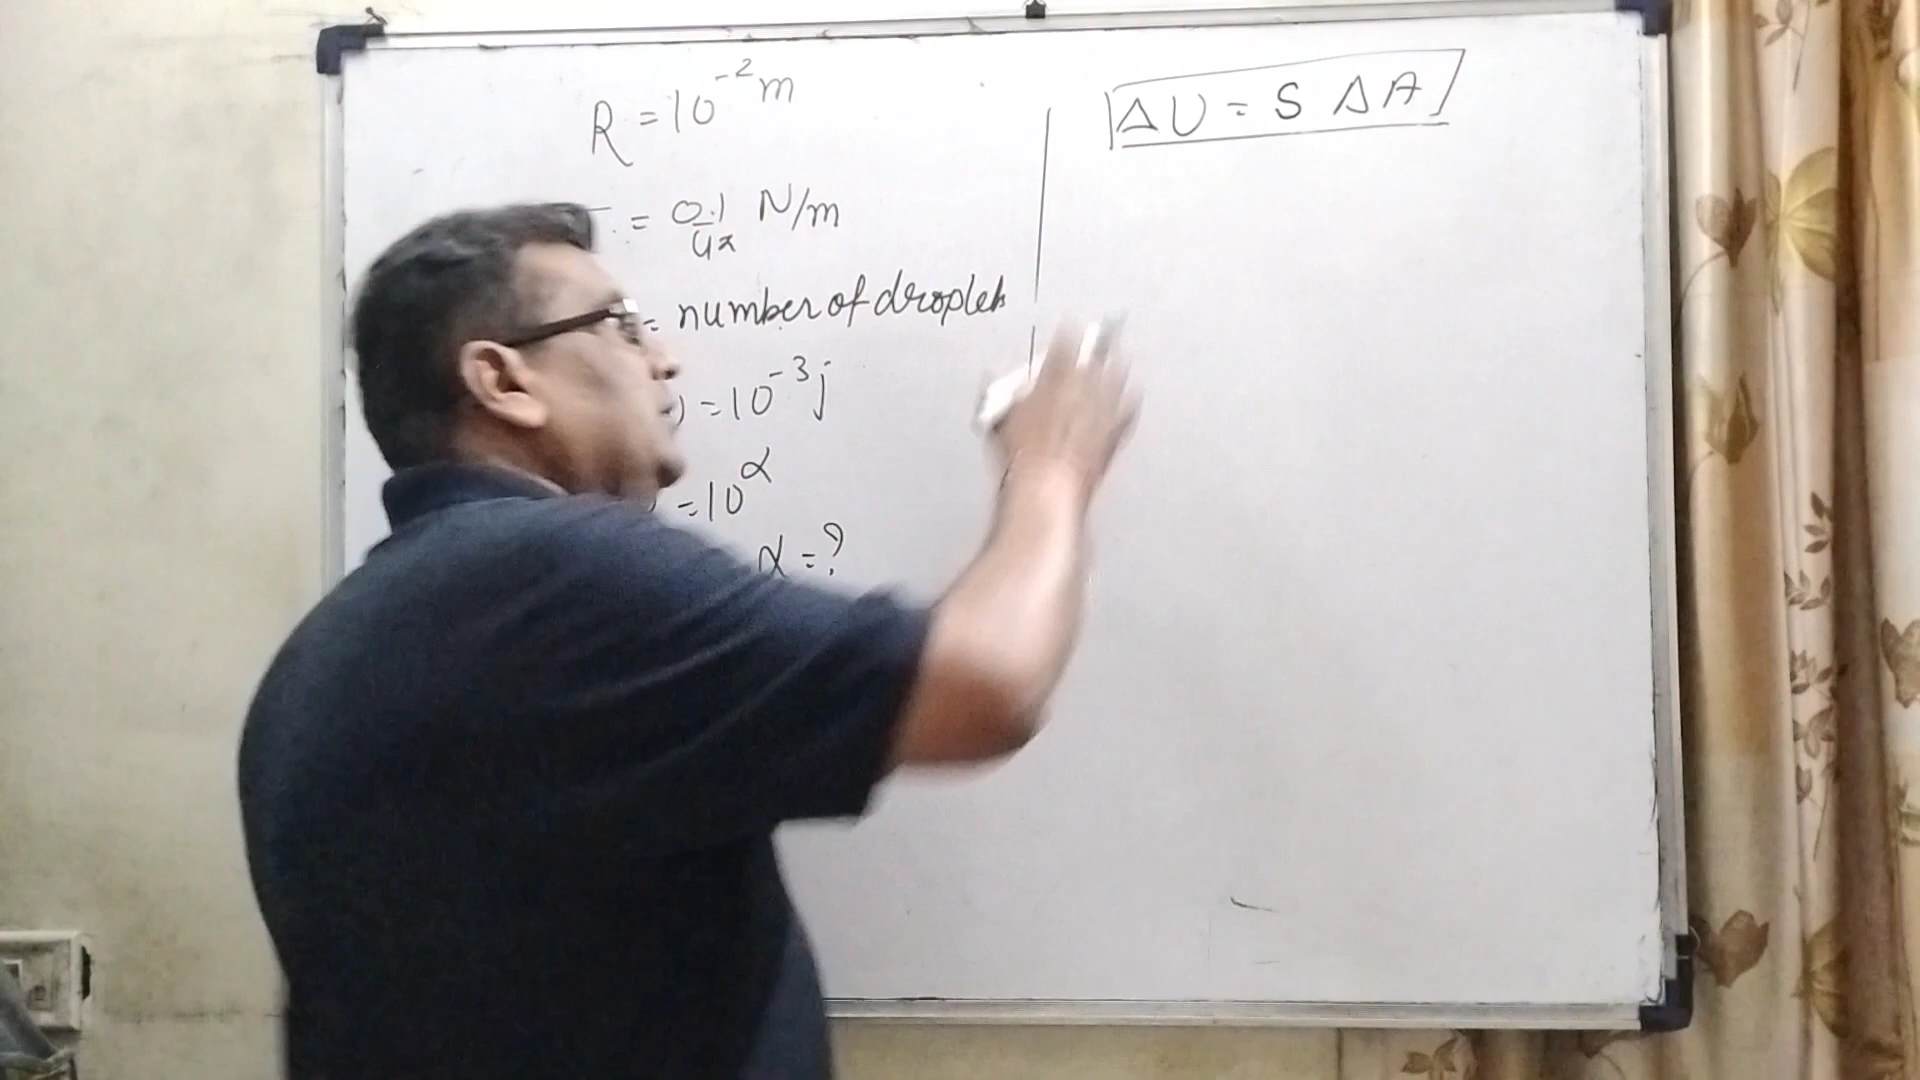 R = 10⁻² m
= 0.1/4π N/m
= number of droplets
= 10⁻³ j
= 10^α
α = ?
ΔU = S ΔA